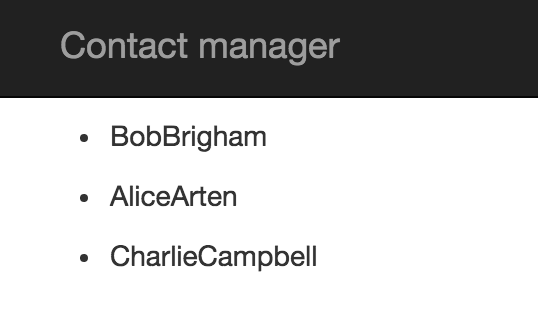 Contact manager
• BobBrigham
• AliceArten
• CharlieCampbell